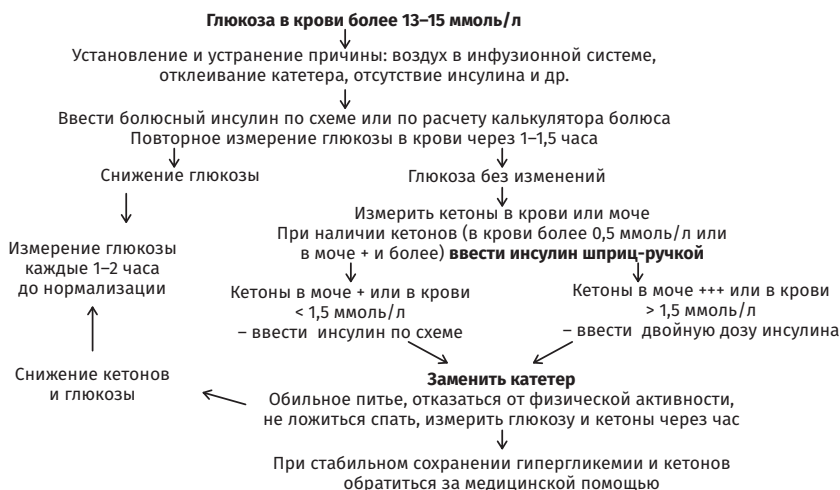 Глюкоза в крови более 13–15 ммоль/л
Установление и устранение причины: воздух в инфузионной системе,
отклеивание катетера, отсутствие инсулина и др.
Ввести болюсный инсулин по схеме или по расчету калькулятора болюса
Повторное измерение глюкозы в крови через 1–1,5 часа
Снижение глюкозы
Глюкоза без изменений
Измерить кетоны в крови или моче
При наличии кетонов (в крови более 0,5 ммоль/л или
в моче + и более) ввести инсулин шприц-ручкой
Измерение глюкозы
каждые 1–2 часа
до нормализации
Кетоны в моче + или в крови
< 1,5 ммоль/л
– ввести инсулин по схеме
Кетоны в моче +++ или в крови
> 1,5 ммоль/л
– ввести двойную дозу инсулина
Снижение кетонов
и глюкозы
Заменить катетер
Обильное питье, отказаться от физической активности,
не ложиться спать, измерить глюкозу и кетоны через час
При стабильном сохранении гипергликемии и кетонов
обратиться за медицинской помощью